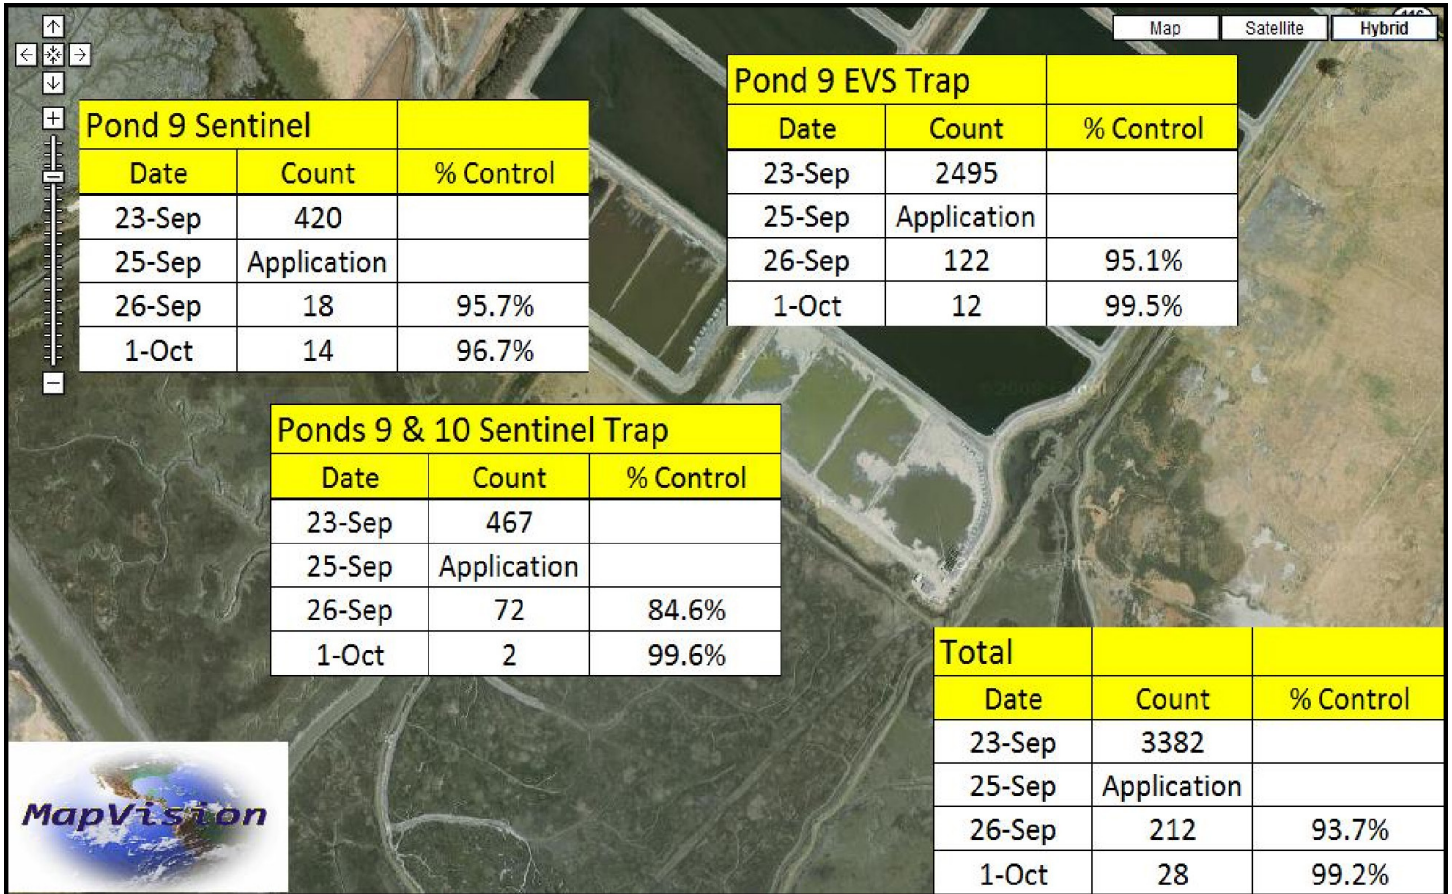 Map Satellite Hybrid
Pond 9 Sentinel
Date Count % Control
23-Sep 420
25-Sep Application
26-Sep 18 95.7%
1-Oct 14 96.7%
Pond 9 EVS Trap
Date Count % Control
23-Sep 2495
25-Sep Application
26-Sep 122 95.1%
1-Oct 12 99.5%
Ponds 9 & 10 Sentinel Trap
Date Count % Control
23-Sep 467
25-Sep Application
26-Sep 72 84.6%
1-Oct 2 99.6%
Total
Date Count % Control
23-Sep 3382
25-Sep Application
26-Sep 212 93.7%
1-Oct 28 99.2%
MapVision